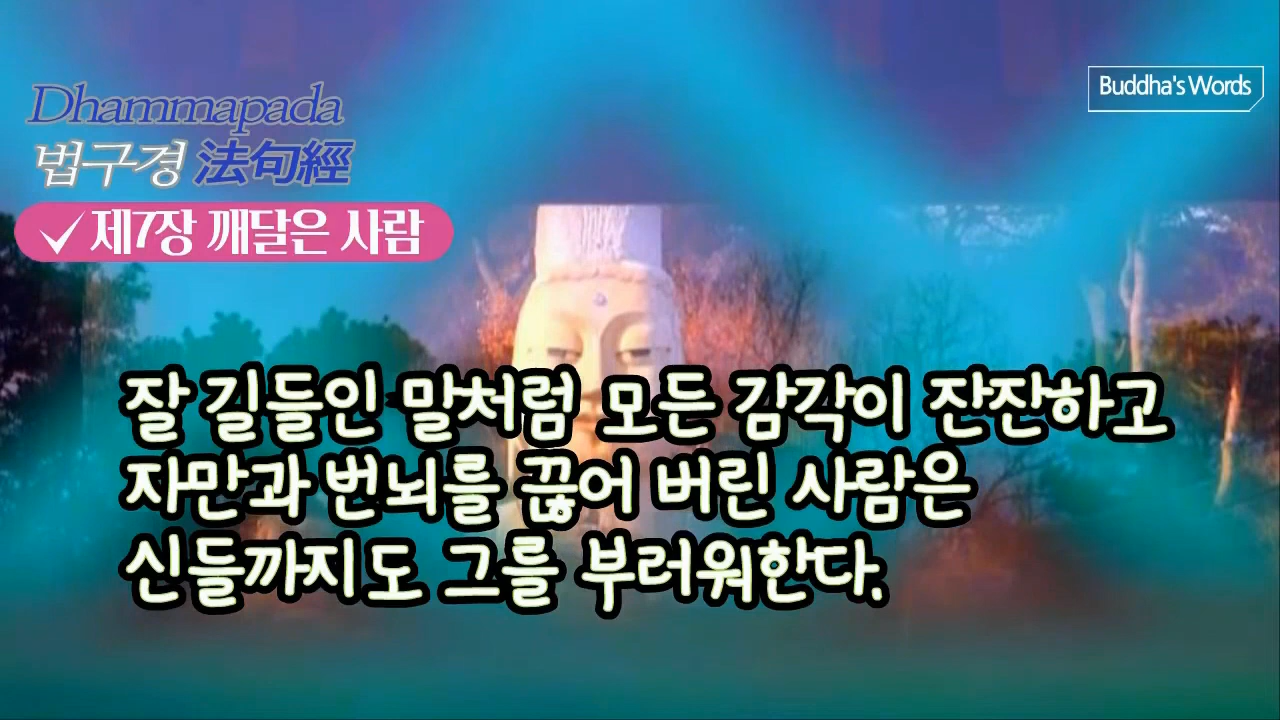 Dhammapada
법구경 法句經
제7장 깨달은 사람
Buddha's Words
잘 길들인 말처럼 모든 감각이 잔잔하고
자만과 번뇌를 끊어 버린 사람은
신들까지도 그를 부러워한다.